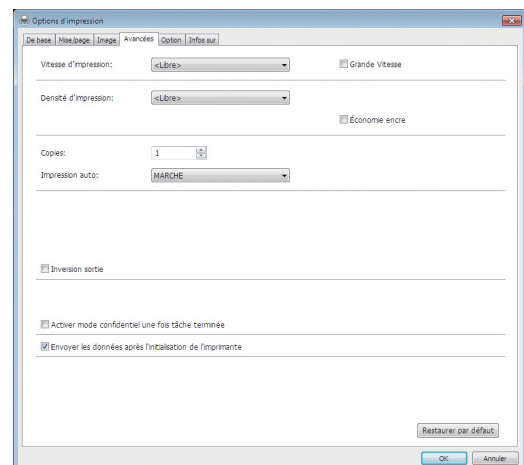 Options d'impression
De base Mise/page Image Avancées Option Infos sur
Vitesse d'impression: <Libre> Grande Vitesse
Densité d'impression: <Libre>
Économie encre
Copies: 1
Impression auto: MARCHE
Inversion sortie
Activer mode confidentiel une fois tâche terminée
Envoyer les données après l'initialisation de l'imprimante
Restaurer par défaut
OK Annuler